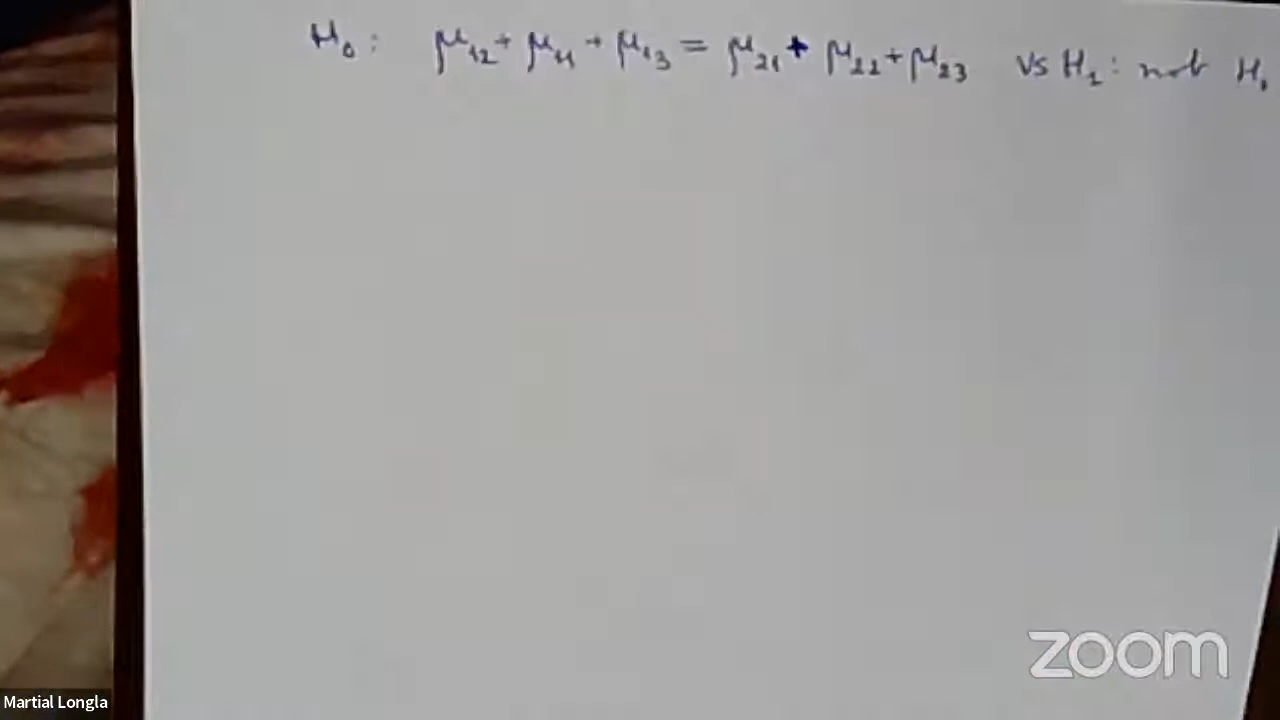 H₀: μ₁₂ + μ₁₁ + μ₁₃ = μ₂₁ + μ₂₂ + μ₂₃ vs H₁: not H₀
zoom
Martial Longla